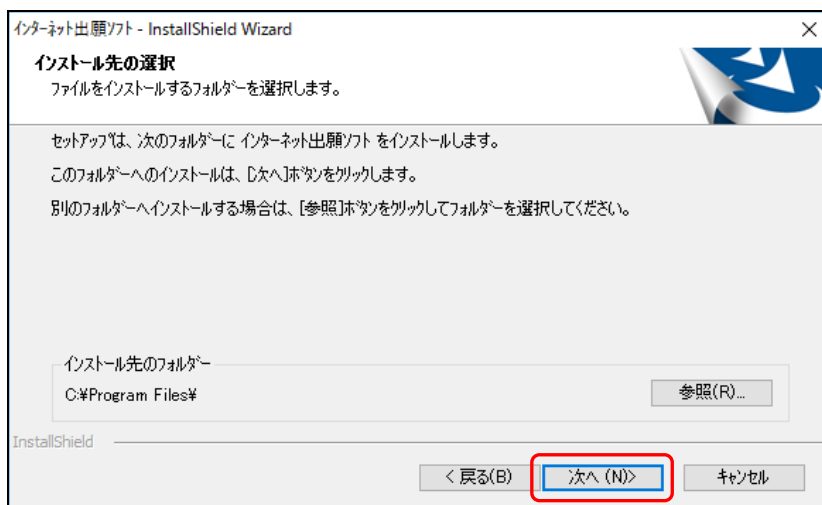 インターネット出願ソフト - InstallShield Wizard
インストール先の選択
ファイルをインストールするフォルダーを選択します。
セットアップは、次のフォルダーに インターネット出願ソフト をインストールします。
このフォルダーへのインストールは、[次へ]ボタンをクリックします。
別のフォルダーへインストールする場合は、[参照]ボタンをクリックしてフォルダーを選択してください。
インストール先のフォルダー
C:¥Program Files¥
参照(R)...
InstallShield
< 戻る(B)
次へ (N)>
キャンセル